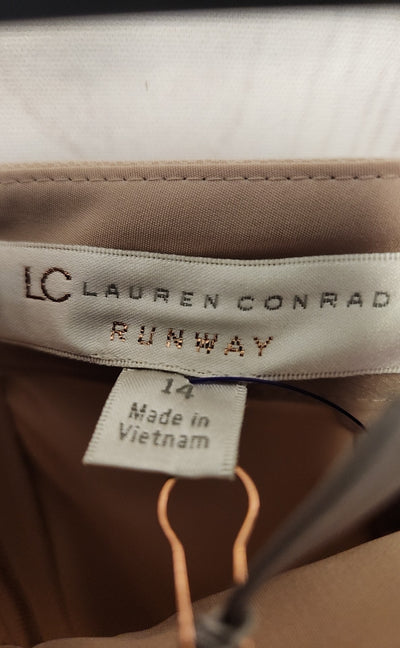 LC LAUREN CONRAD
RUNWAY
14
Made in
Vietnam